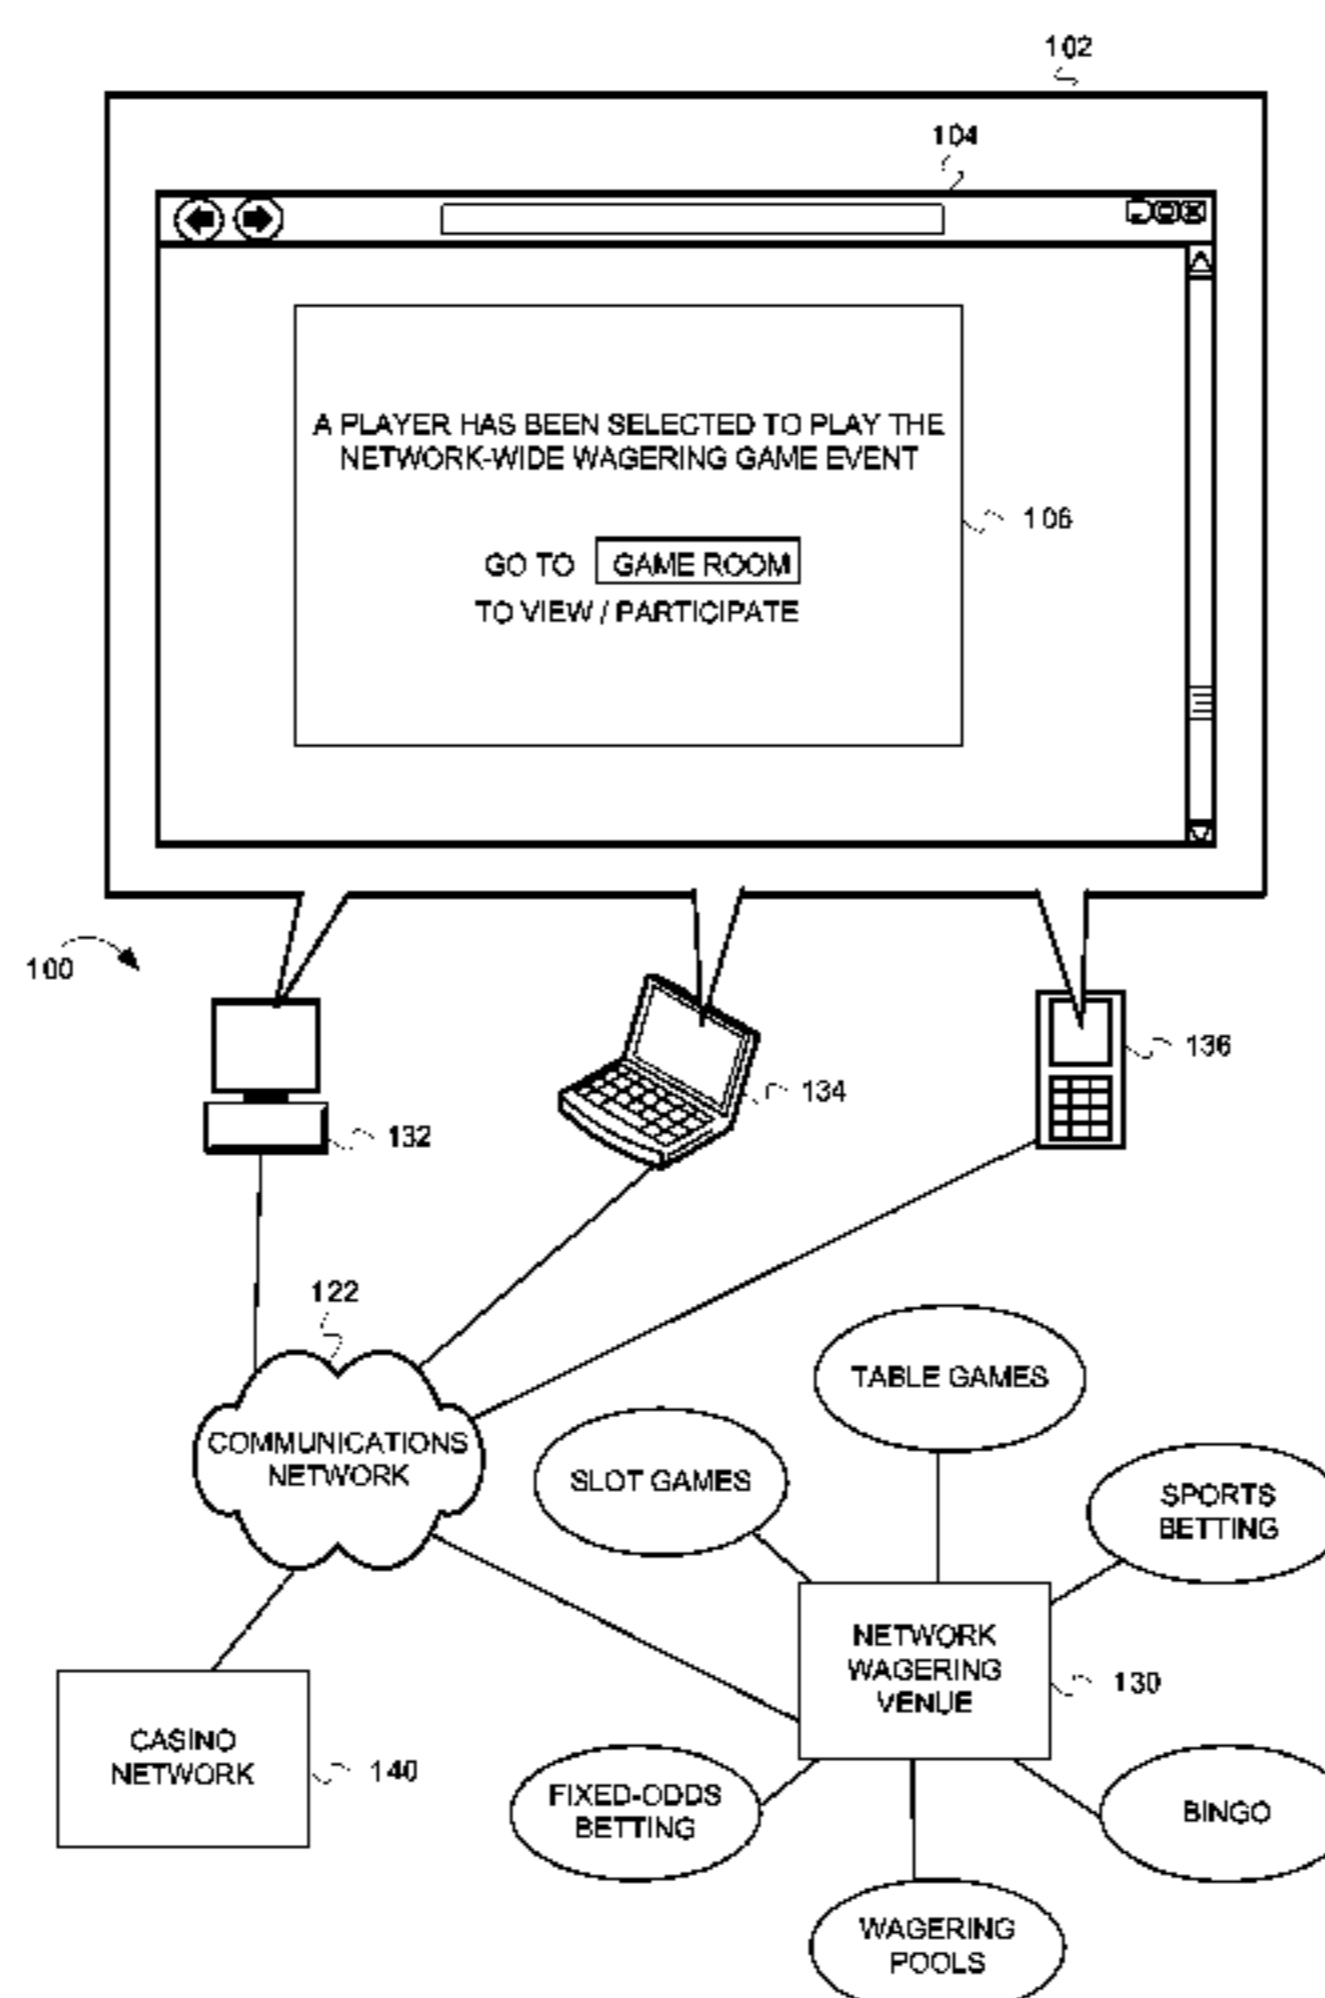 102
104
A PLAYER HAS BEEN SELECTED TO PLAY THE
NETWORK-WIDE WAGERING GAME EVENT
106
GO TO GAME ROOM
TO VIEW / PARTICIPATE
100
136
134
132
122
TABLE GAMES
COMMUNICATIONS
NETWORK
SLOT GAMES
SPORTS
BETTING
NETWORK
WAGERING
VENUE
130
CASINO
NETWORK
140
FIXED-ODDS
BETTING
BINGO
WAGERING
POOLS